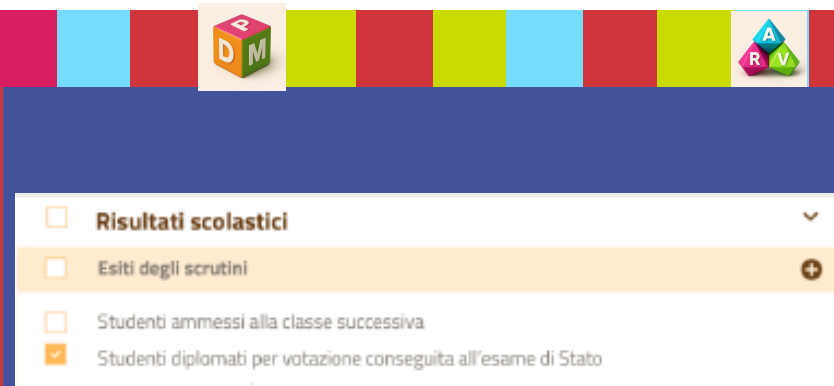 P
D M
A
R V
Risultati scolastici
Esiti degli scrutini
Studenti ammessi alla classe successiva
Studenti diplomati per votazione conseguita all'esame di Stato